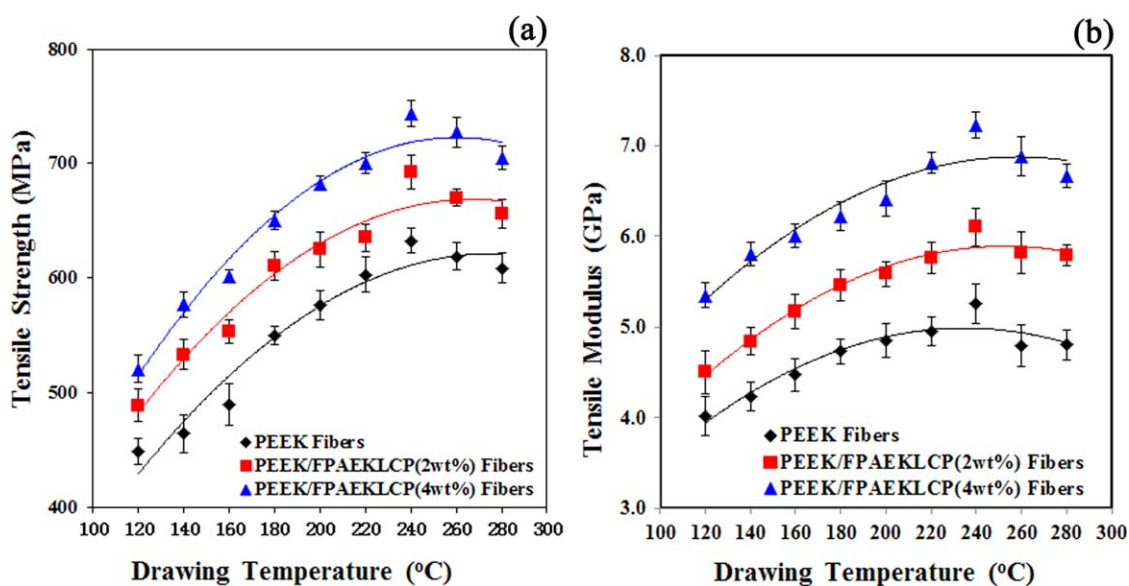 (a)
Tensile Strength (MPa)
800
700
600
500
400
100 120 140 160 180 200 220 240 260 280 300
Drawing Temperature (°C)
PEEK Fibers
PEEK/FPAEKLCP(2wt%) Fibers
PEEK/FPAEKLCP(4wt%) Fibers
(b)
Tensile Modulus (GPa)
8.0
7.0
6.0
5.0
4.0
3.0
100 120 140 160 180 200 220 240 260 280 300
Drawing Temperature (°C)
PEEK Fibers
PEEK/FPAEKLCP(2wt%) Fibers
PEEK/FPAEKLCP(4wt%) Fibers